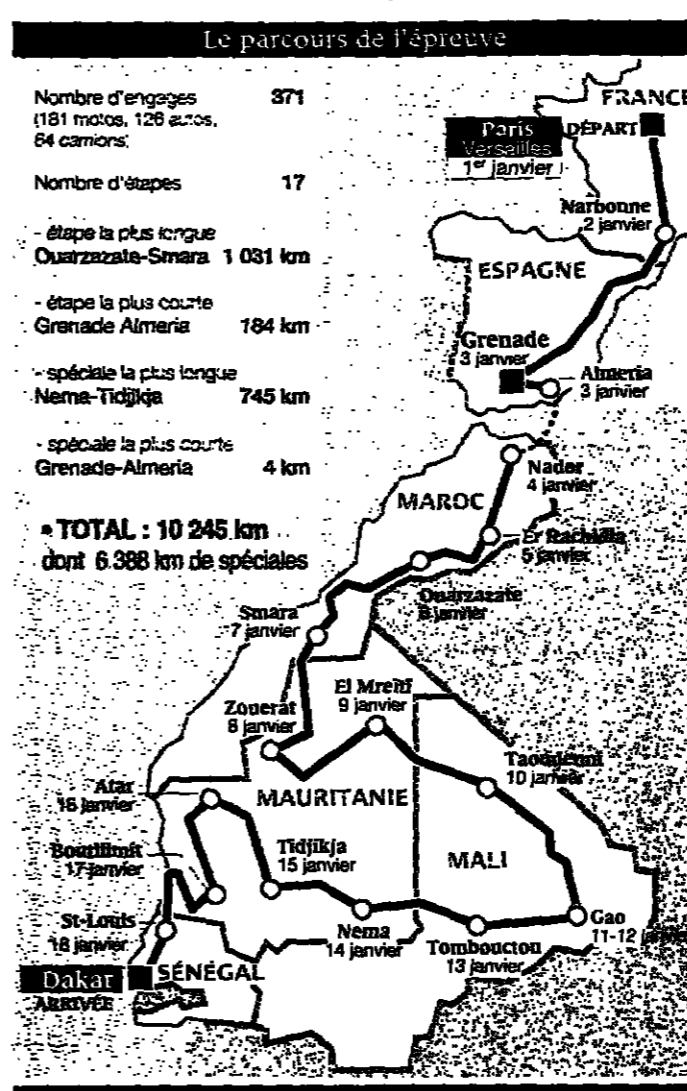 Le parcours de l'épreuve
Nombre d'engages 371
(181 motos, 126 autos,
64 camions)
Nombre d'étapes 17
- étape la plus longue
Ouarzazate-Smara 1 031 km
- étape la plus courte
Grenade Almeria 184 km
- spéciale la plus longue
Nema-Tidjikja 745 km
- spéciale la plus courte
Grenade-Almeria 4 km
• TOTAL : 10 245 km
dont 6.388 km de spéciales
FRANCE
Paris
Versailles
1er janvier
DÉPART
Narbonne
2 janvier
ESPAGNE
Grenade
3 janvier
Almeria
3 janvier
Nador
4 janvier
MAROC
Er Rachidia
5 janvier
Ouarzazate
6 janvier
Smara
7 janvier
Zouerat
8 janvier
El Mreiti
9 janvier
Taoudenni
10 janvier
Atar
16 janvier
MAURITANIE
Boutilimit
17 janvier
Tidjikja
15 janvier
MALI
St-Louis
18 janvier
Nema
14 janvier
Tombouctou
13 janvier
Gao
11-12 janvier
Dakar
ARRIVÉE
SÉNÉGAL